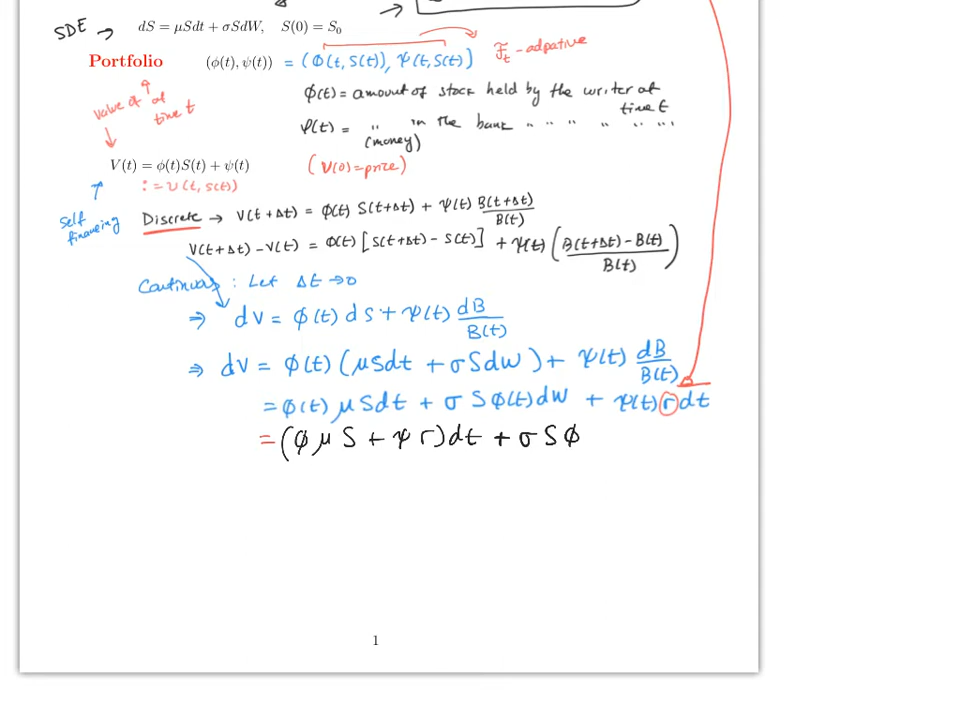 SDE → dS = μSdt + σSdW, S(0) = S₀
Portfolio (ϕ(t), ψ(t)) = (ϕ(t, S(t)), Ψ(t, S(t))) F_t - adpative
value of at time t
ϕ(t) = amount of stock held by the writer at time t
Ψ(t) = " in the bank " " " " " " "
(money)
V(t) = ϕ(t)S(t) + ψ(t) (V(0) = price)
:= v(t, S(t))
self financing
Discrete → V(t+Δt) = ϕ(t) S(t+Δt) + Ψ(t) B(t+Δt)/B(t)
V(t+Δt) - V(t) = ϕ(t) [S(t+Δt) - S(t)] + Ψ(t) (B(t+Δt) - B(t)/B(t))
Continuous : Let Δt → 0
⇒ dV = ϕ(t) dS + Ψ(t) dB/B(t)
⇒ dV = ϕ(t) (μSdt + σSdW) + Ψ(t) dB/B(t)
= ϕ(t) μSdt + σ S ϕ(t) dW + Ψ(t) r dt
= (ϕ μ S + Ψ r) dt + σ S ϕ
1